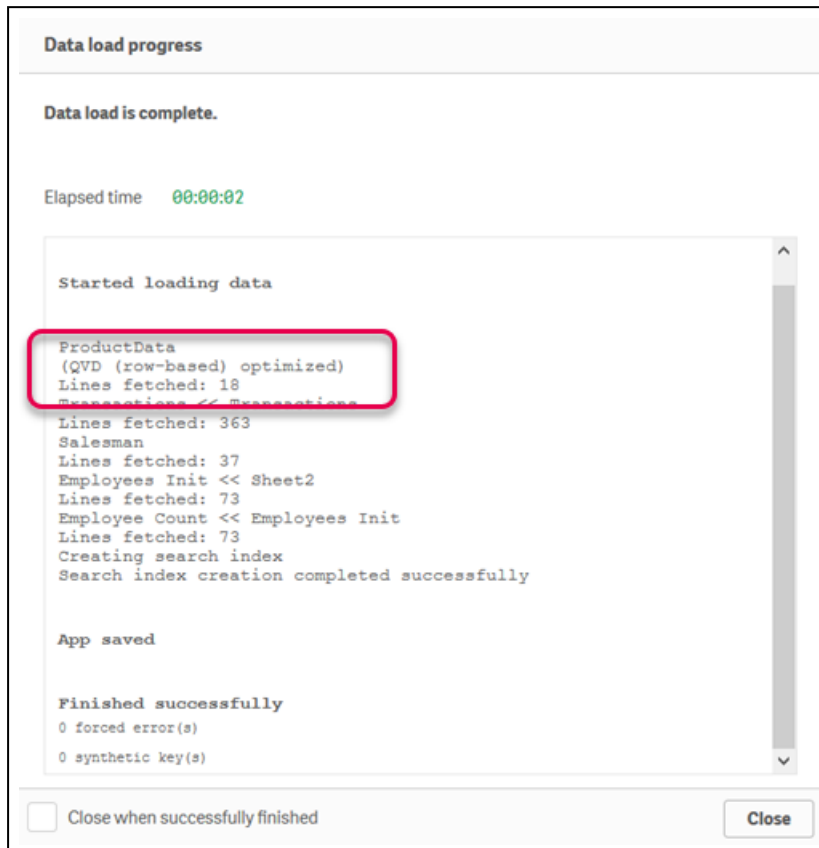 Data load progress
Data load is complete.
Elapsed time 00:00:02
Started loading data
ProductData
(QVD (row-based) optimized)
Lines fetched: 18
Transactions << Transactions
Lines fetched: 363
Salesman
Lines fetched: 37
Employees Init << Sheet2
Lines fetched: 73
Employee Count << Employees Init
Lines fetched: 73
Creating search index
Search index creation completed successfully
App saved
Finished successfully
0 forced error(s)
0 synthetic key(s)
Close when successfully finished
Close